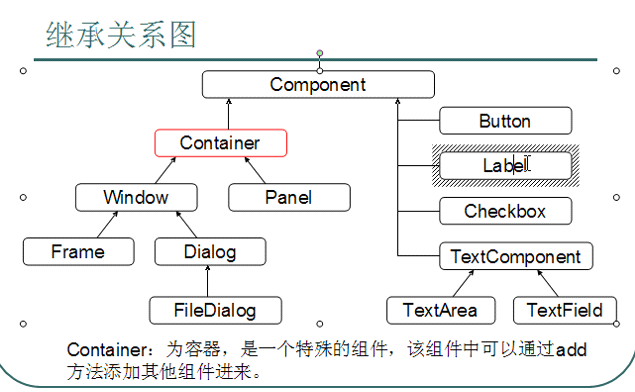 继承关系图
Component
Button
Container
Label
Window
Panel
Checkbox
Frame
Dialog
TextComponent
FileDialog
TextArea
TextField
Container：为容器，是一个特殊的组件，该组件中可以通过add
方法添加其他组件进来。